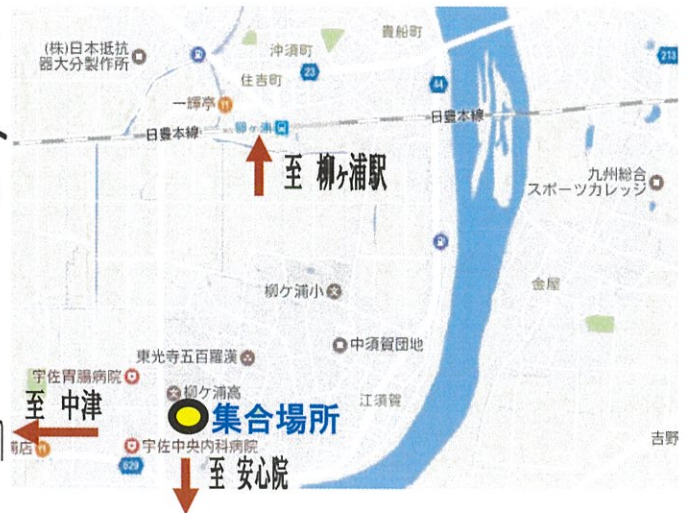 貴船町
(株)日本抵抗
器大分製作所
沖須町
23
213
住吉町
44
一輝亭
日豊本線
柳ヶ浦
日豊本線
至 柳ヶ浦駅
九州総合
スポーツカレッジ
金屋
柳ケ浦小
東光寺五百羅漢
中須賀団地
宇佐胃腸病院
柳ケ浦高
江須賀
至 中津
集合場所
吉野
宇佐中央内科病院
629
至 安心院